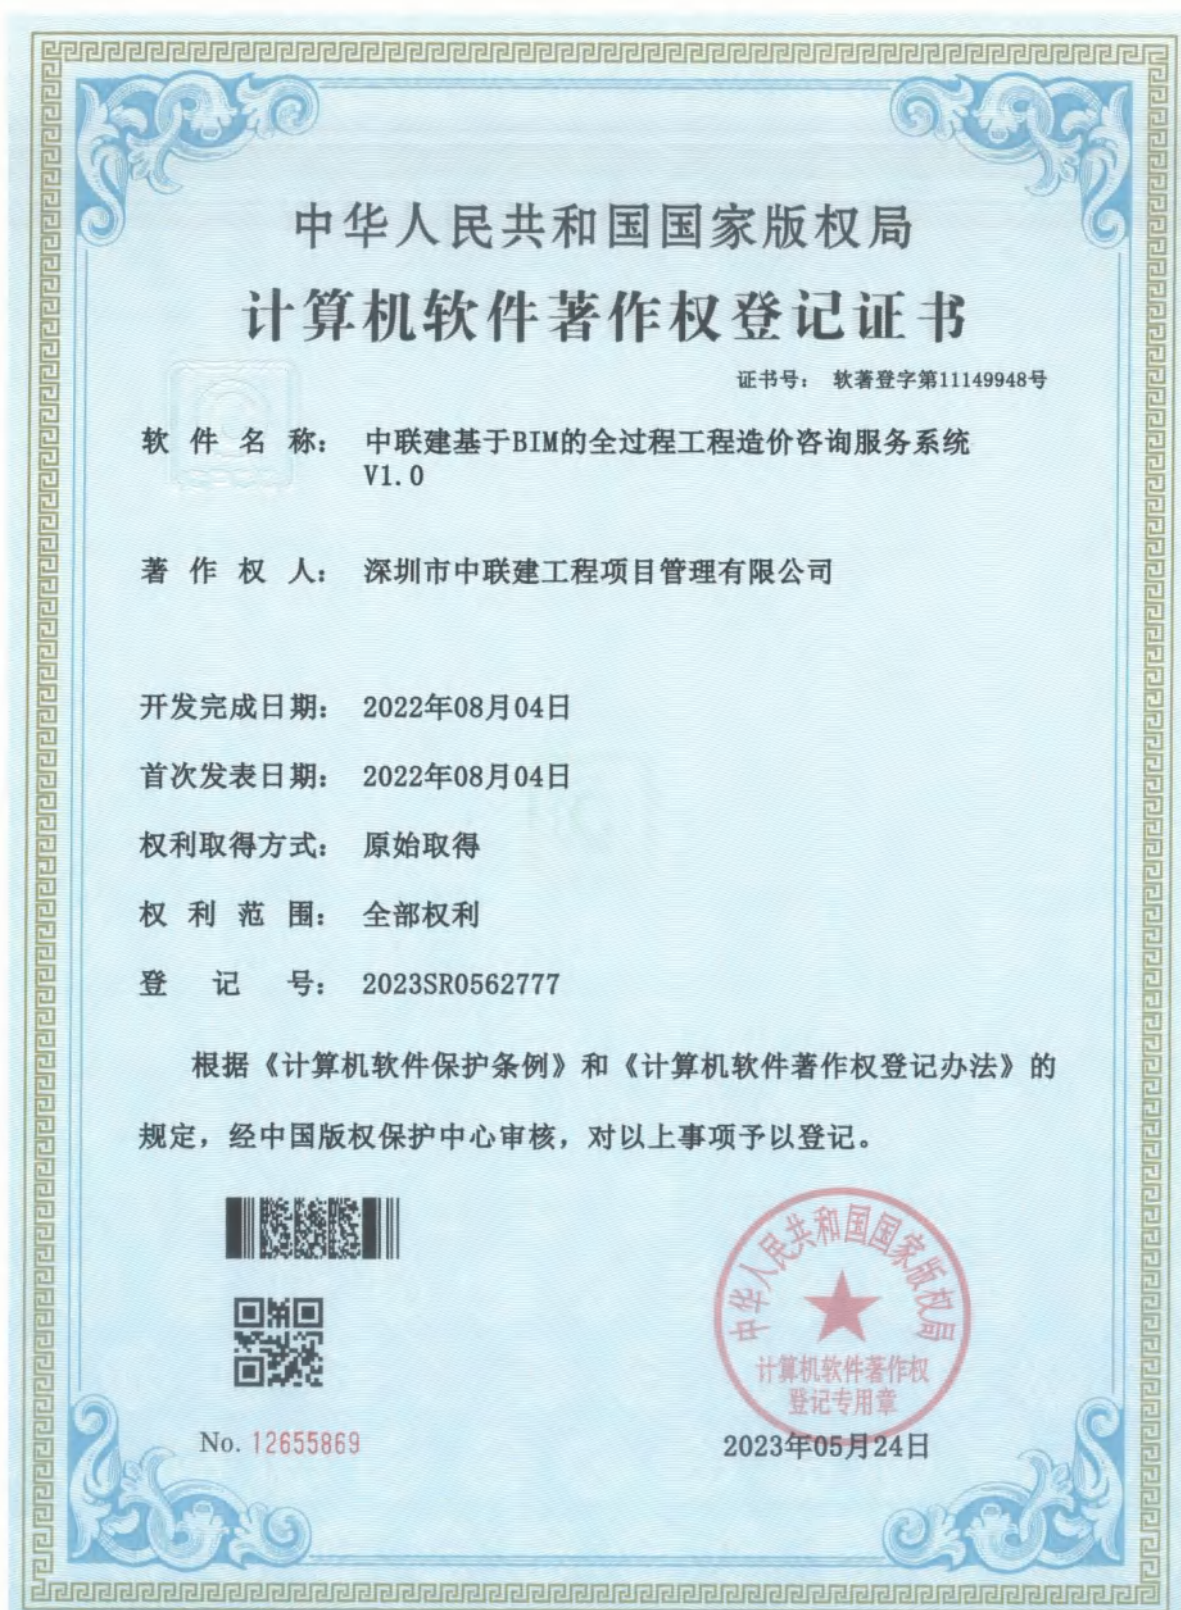 中华人民共和国国家版权局
计算机软件著作权登记证书
证书号： 软著登字第11149948号
软件名称： 中联建基于BIM的全过程工程造价咨询服务系统
V1.0
著作权人： 深圳市中联建工程项目管理有限公司
开发完成日期： 2022年08月04日
首次发表日期： 2022年08月04日
权利取得方式： 原始取得
权利范围： 全部权利
登记号： 2023SR0562777
根据《计算机软件保护条例》和《计算机软件著作权登记办法》的
规定，经中国版权保护中心审核，对以上事项予以登记。
中华人民共和国国家版权局
计算机软件著作权
登记专用章
No. 12655869
2023年05月24日